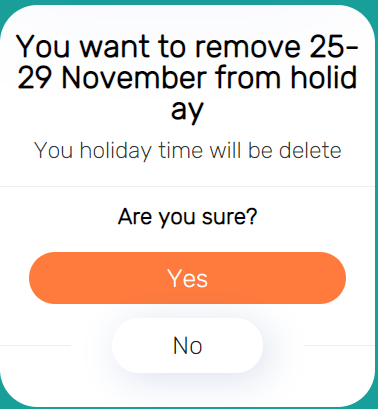 You want to remove 25-
29 November from holid
ay
You holiday time will be delete
Are you sure?
Yes
No